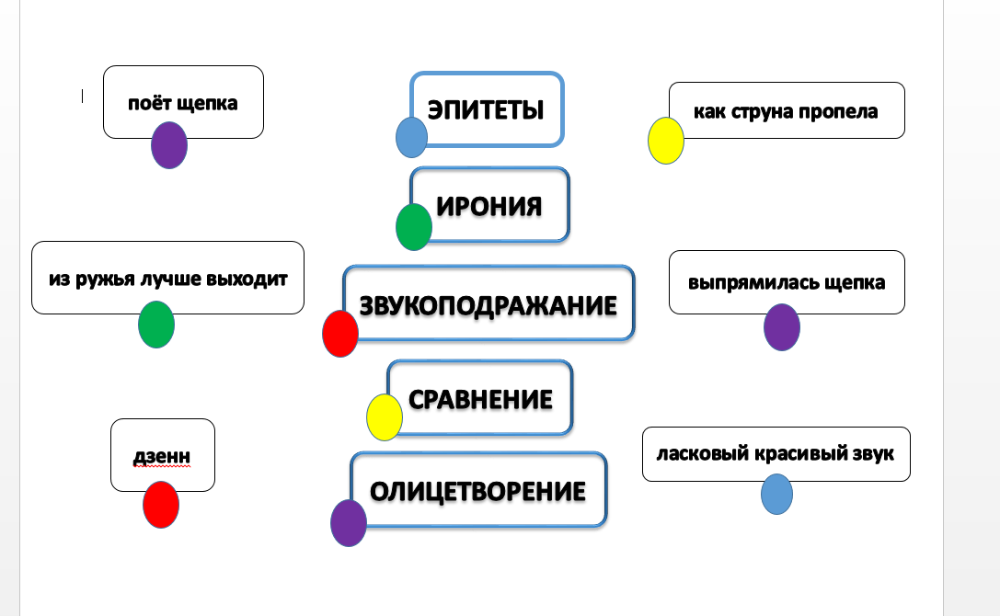 поёт щепка
ЭПИТЕТЫ
как струна пропела
ИРОНИЯ
из ружья лучше выходит
ЗВУКОПОДРАЖАНИЕ
выпрямилась щепка
СРАВНЕНИЕ
дзенн
ласковый красивый звук
ОЛИЦЕТВОРЕНИЕ